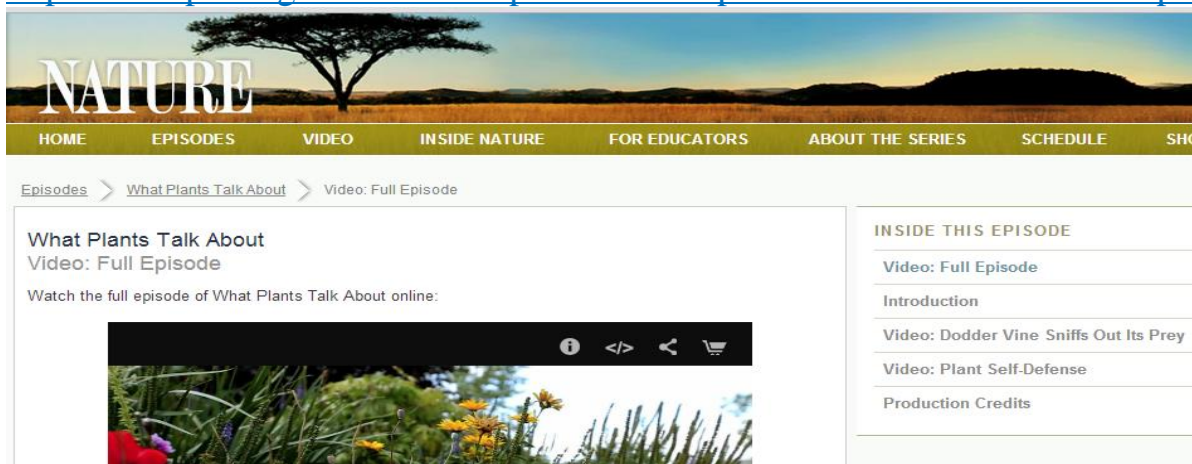 NATURE
HOME EPISODES VIDEO INSIDE NATURE FOR EDUCATORS ABOUT THE SERIES SCHEDULE
Episodes What Plants Talk About Video: Full Episode
What Plants Talk About
Video: Full Episode
Watch the full episode of What Plants Talk About online:
INSIDE THIS EPISODE
Video: Full Episode
Introduction
Video: Dodder Vine Sniffs Out Its Prey
Video: Plant Self-Defense
Production Credits